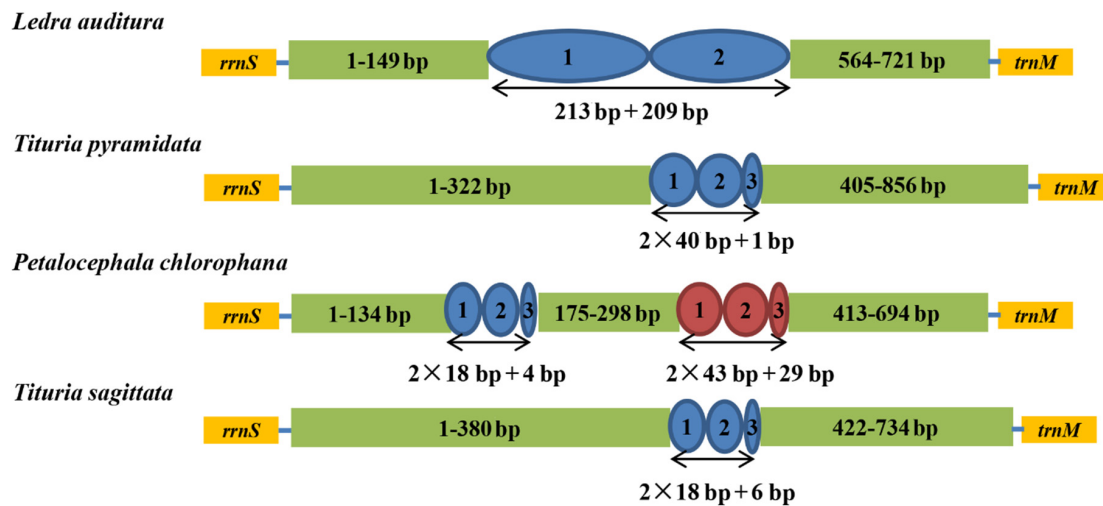 Ledra auditura
rrnS 1-149 bp 1 2 564-721 bp trnM
213 bp + 209 bp
Tituria pyramidata
rrnS 1-322 bp 1 2 3 405-856 bp trnM
2×40 bp + 1 bp
Petalocephala chlorophana
rrnS 1-134 bp 1 2 3 175-298 bp 1 2 3 413-694 bp trnM
2×18 bp + 4 bp 2×43 bp + 29 bp
Tituria sagittata
rrnS 1-380 bp 1 2 3 422-734 bp trnM
2×18 bp + 6 bp